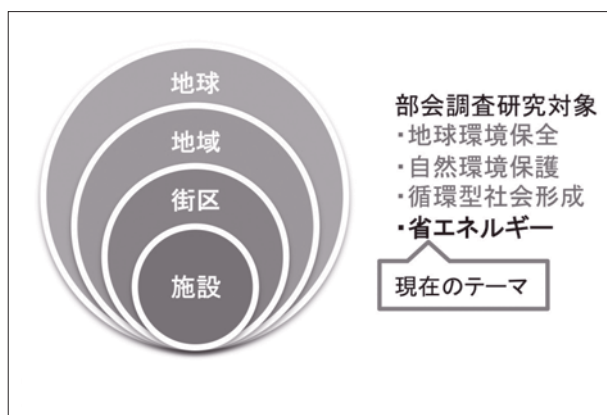 地球
地域
街区
施設
部会調査研究対象
・地球環境保全
・自然環境保護
・循環型社会形成
・省エネルギー
現在のテーマ